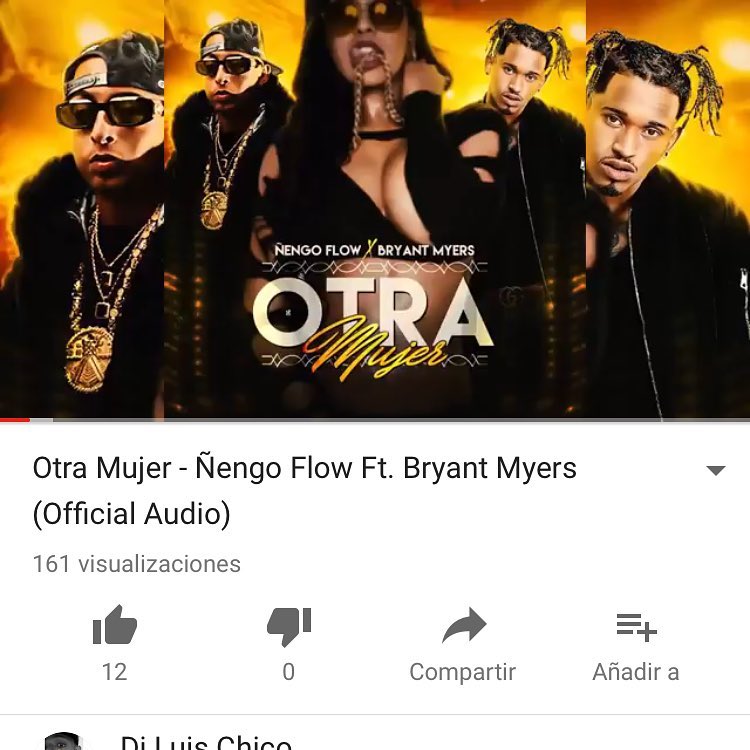 ÑENGO FLOW X BRYANT MYERS
OTRA
Mujer
Otra Mujer - Ñengo Flow Ft. Bryant Myers
(Official Audio)
161 visualizaciones
12
0
Compartir
Añadir a
Dj Luis Chico